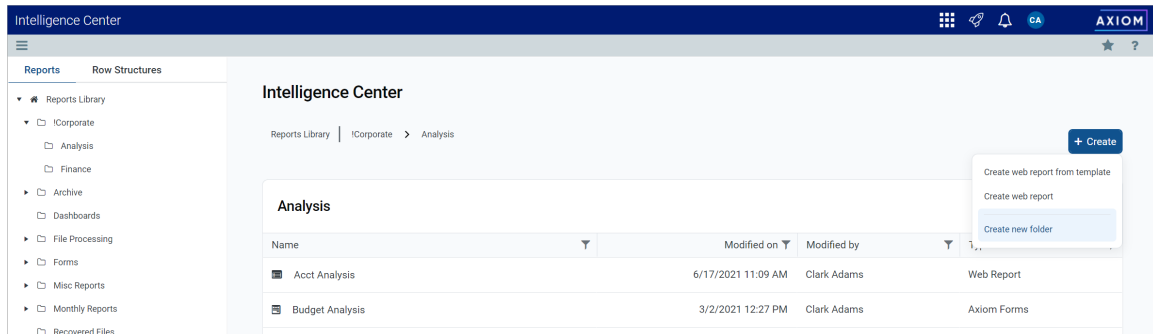 Intelligence Center
CA
AXIOM
?
Reports Row Structures
Reports Library
!Corporate
Analysis
Finance
Archive
Dashboards
File Processing
Forms
Misc Reports
Monthly Reports
Recovered Files
Intelligence Center
Reports Library !Corporate > Analysis
+ Create
Create web report from template
Create web report
Create new folder
Analysis
Name Modified on Modified by
Acct Analysis 6/17/2021 11:09 AM Clark Adams Web Report
Budget Analysis 3/2/2021 12:27 PM Clark Adams Axiom Forms